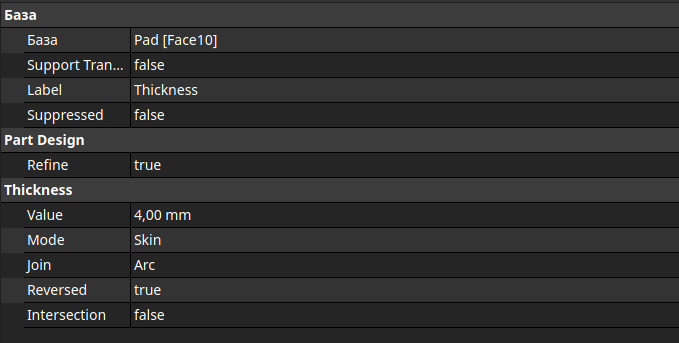 База
База Pad [Face10]
Support Tran... false
Label Thickness
Suppressed false
Part Design
Refine true
Thickness
Value 4,00 mm
Mode Skin
Join Arc
Reversed true
Intersection false